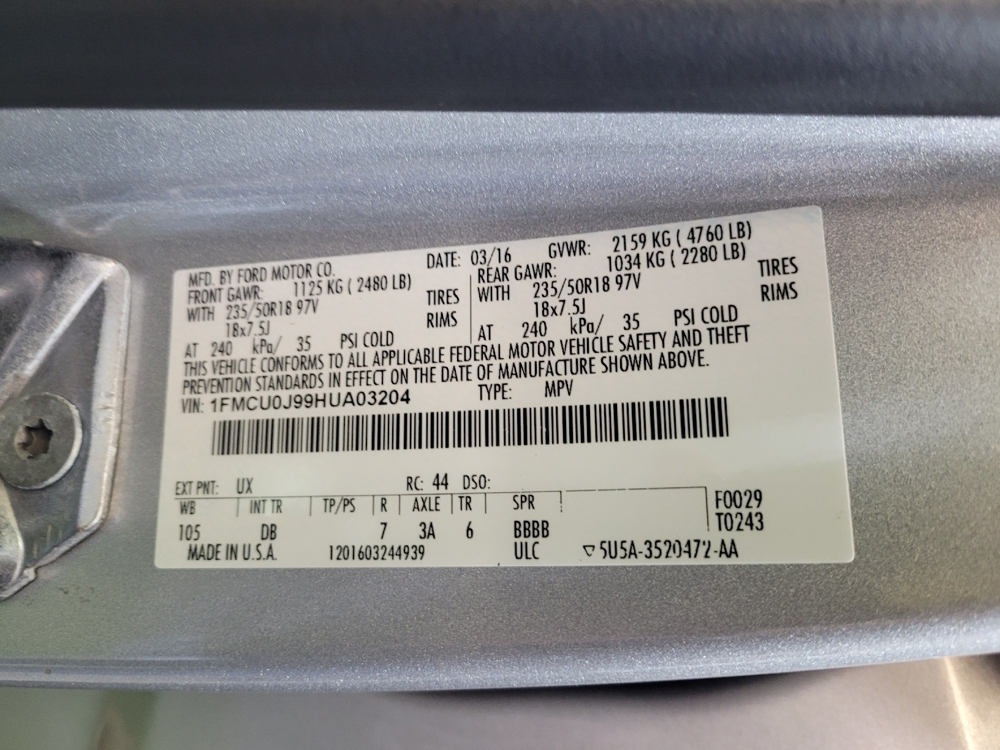 MFD. BY FORD MOTOR CO. DATE: 03/16 GVWR: 2159 KG ( 4760 LB)
FRONT GAWR: 1125 KG ( 2480 LB) REAR GAWR: 1034 KG ( 2280 LB)
WITH 235/50R18 97V TIRES WITH 235/50R18 97V TIRES
18x7.5J RIMS 18x7.5J RIMS
AT 240 kPa/ 35 PSI COLD AT 240 kPa/ 35 PSI COLD
THIS VEHICLE CONFORMS TO ALL APPLICABLE FEDERAL MOTOR VEHICLE SAFETY AND THEFT
PREVENTION STANDARDS IN EFFECT ON THE DATE OF MANUFACTURE SHOWN ABOVE.
VIN: 1FMCU0J99HUA03204 TYPE: MPV
EXT PNT: UX RC: 44 DSO:
WB INT TR TP/PS R AXLE TR SPR F0029
105 DB 7 3A 6 BBBB T0243
MADE IN U.S.A. 1201603244939 ULC ▽5U5A-3520472-AA